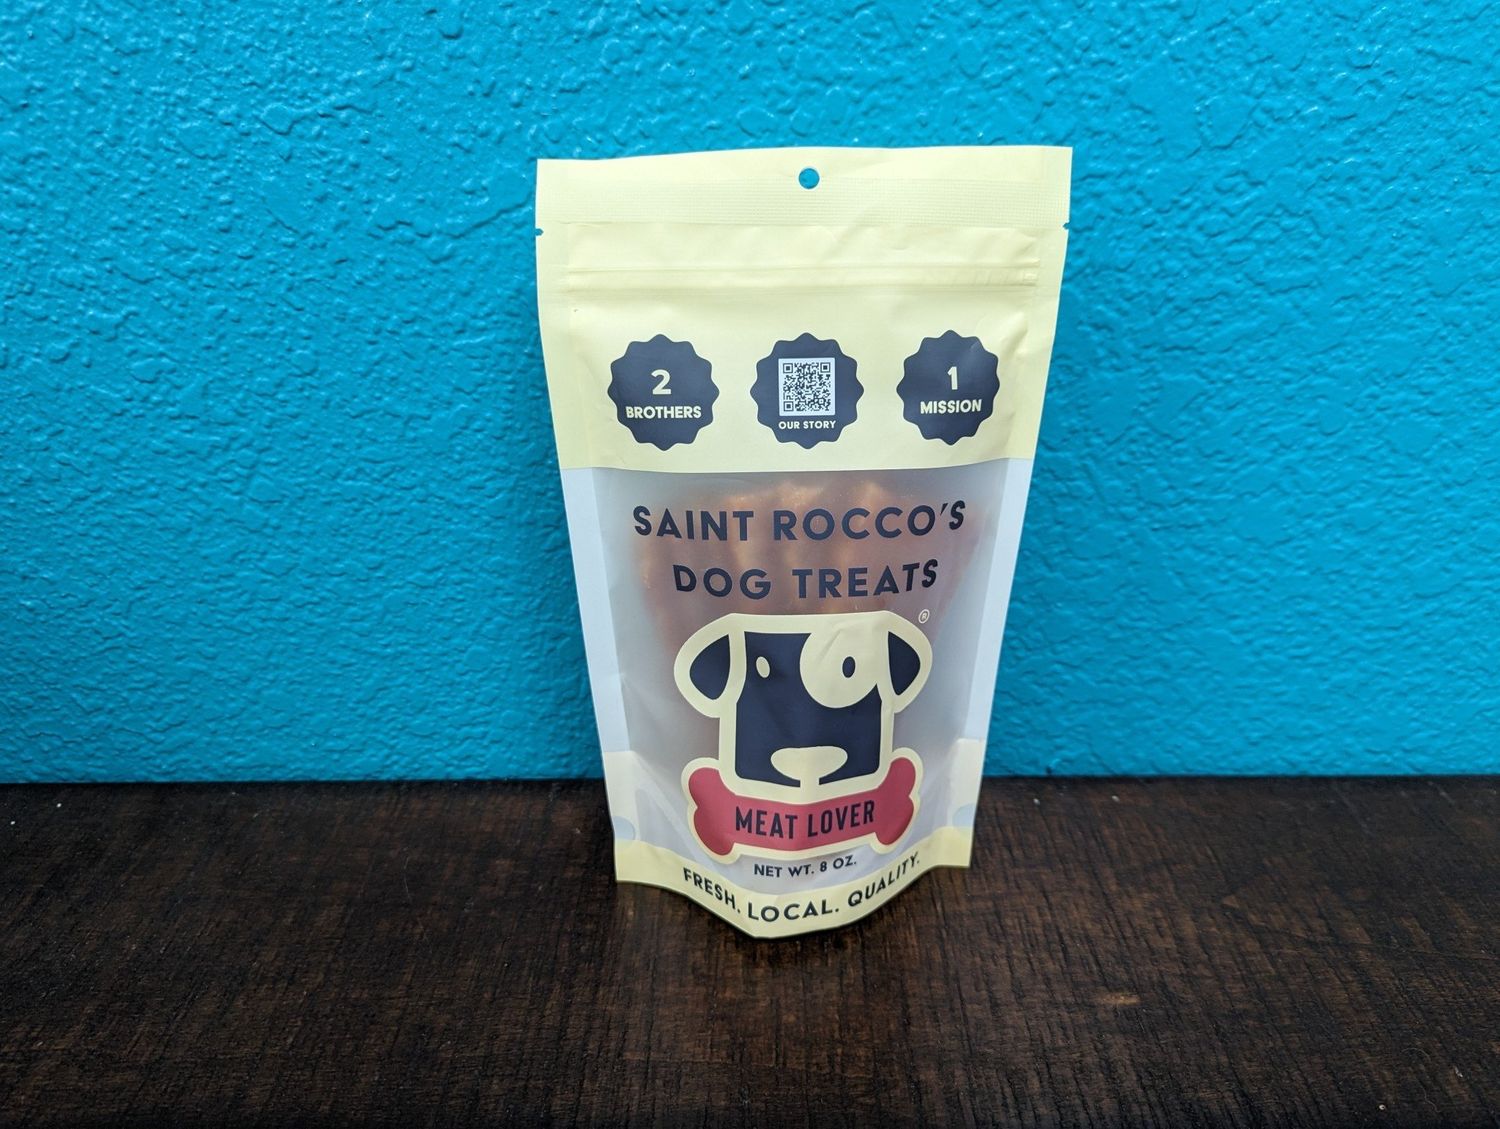 2
BROTHERS
OUR STORY
1
MISSION
SAINT ROCCO'S
DOG TREATS
®
MEAT LOVER
NET WT. 8 OZ.
FRESH. LOCAL. QUALITY.